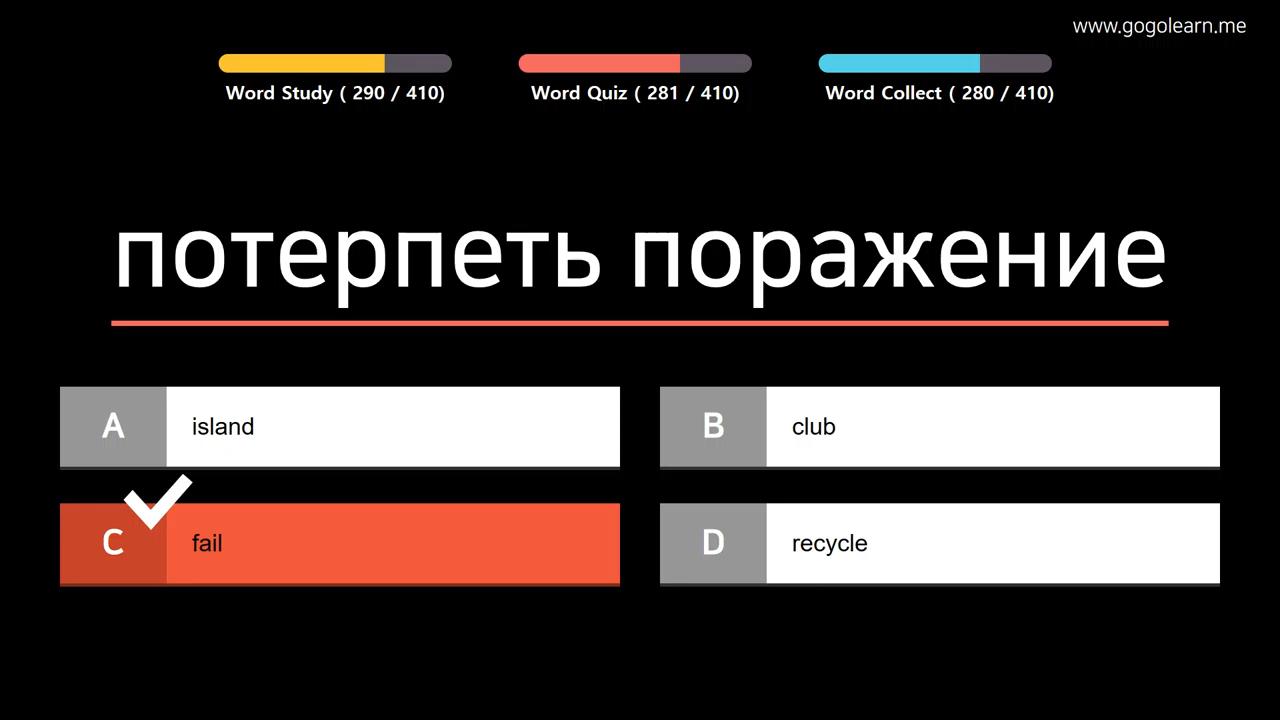 www.gogolearn.me
Word Study ( 290 / 410)
Word Quiz ( 281 / 410)
Word Collect ( 280 / 410)
потерпеть поражение
A island
B club
C fail
D recycle